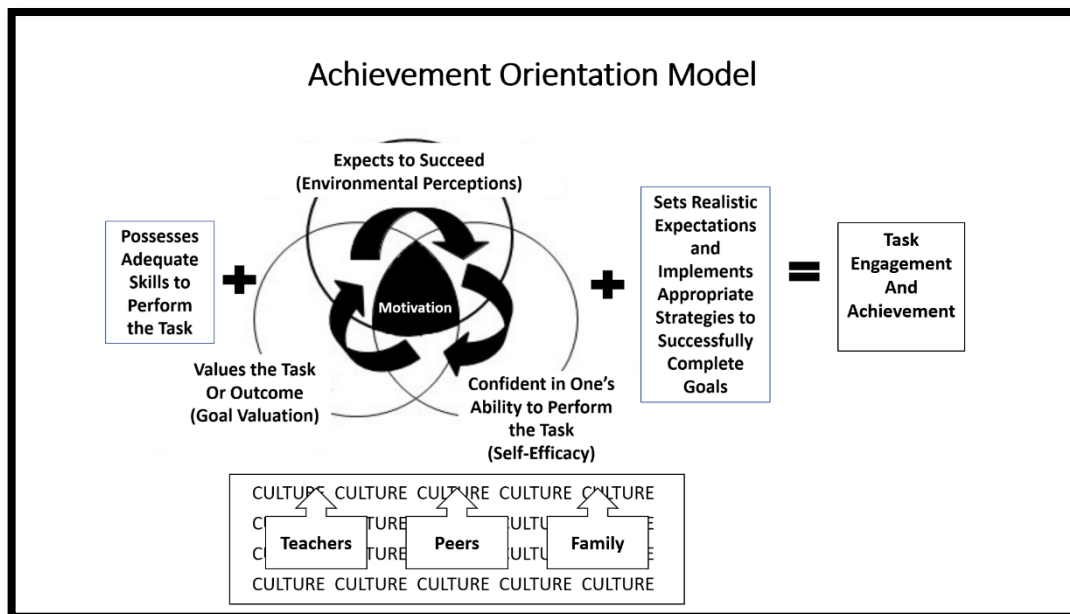 Achievement Orientation Model
Expects to Succeed
(Environmental Perceptions)
Possesses
Adequate
Skills to
Perform
the Task
Motivation
Values the Task
Or Outcome
(Goal Valuation)
Confident in One's
Ability to Perform
the Task
(Self-Efficacy)
Sets Realistic
Expectations
and
Implements
Appropriate
Strategies to
Successfully
Complete
Goals
Task
Engagement
And
Achievement
CULTURE CULTURE CULTURE CULTURE CULTURE
Teachers
Peers
Family
CULTURE CULTURE CULTURE CULTURE CULTURE